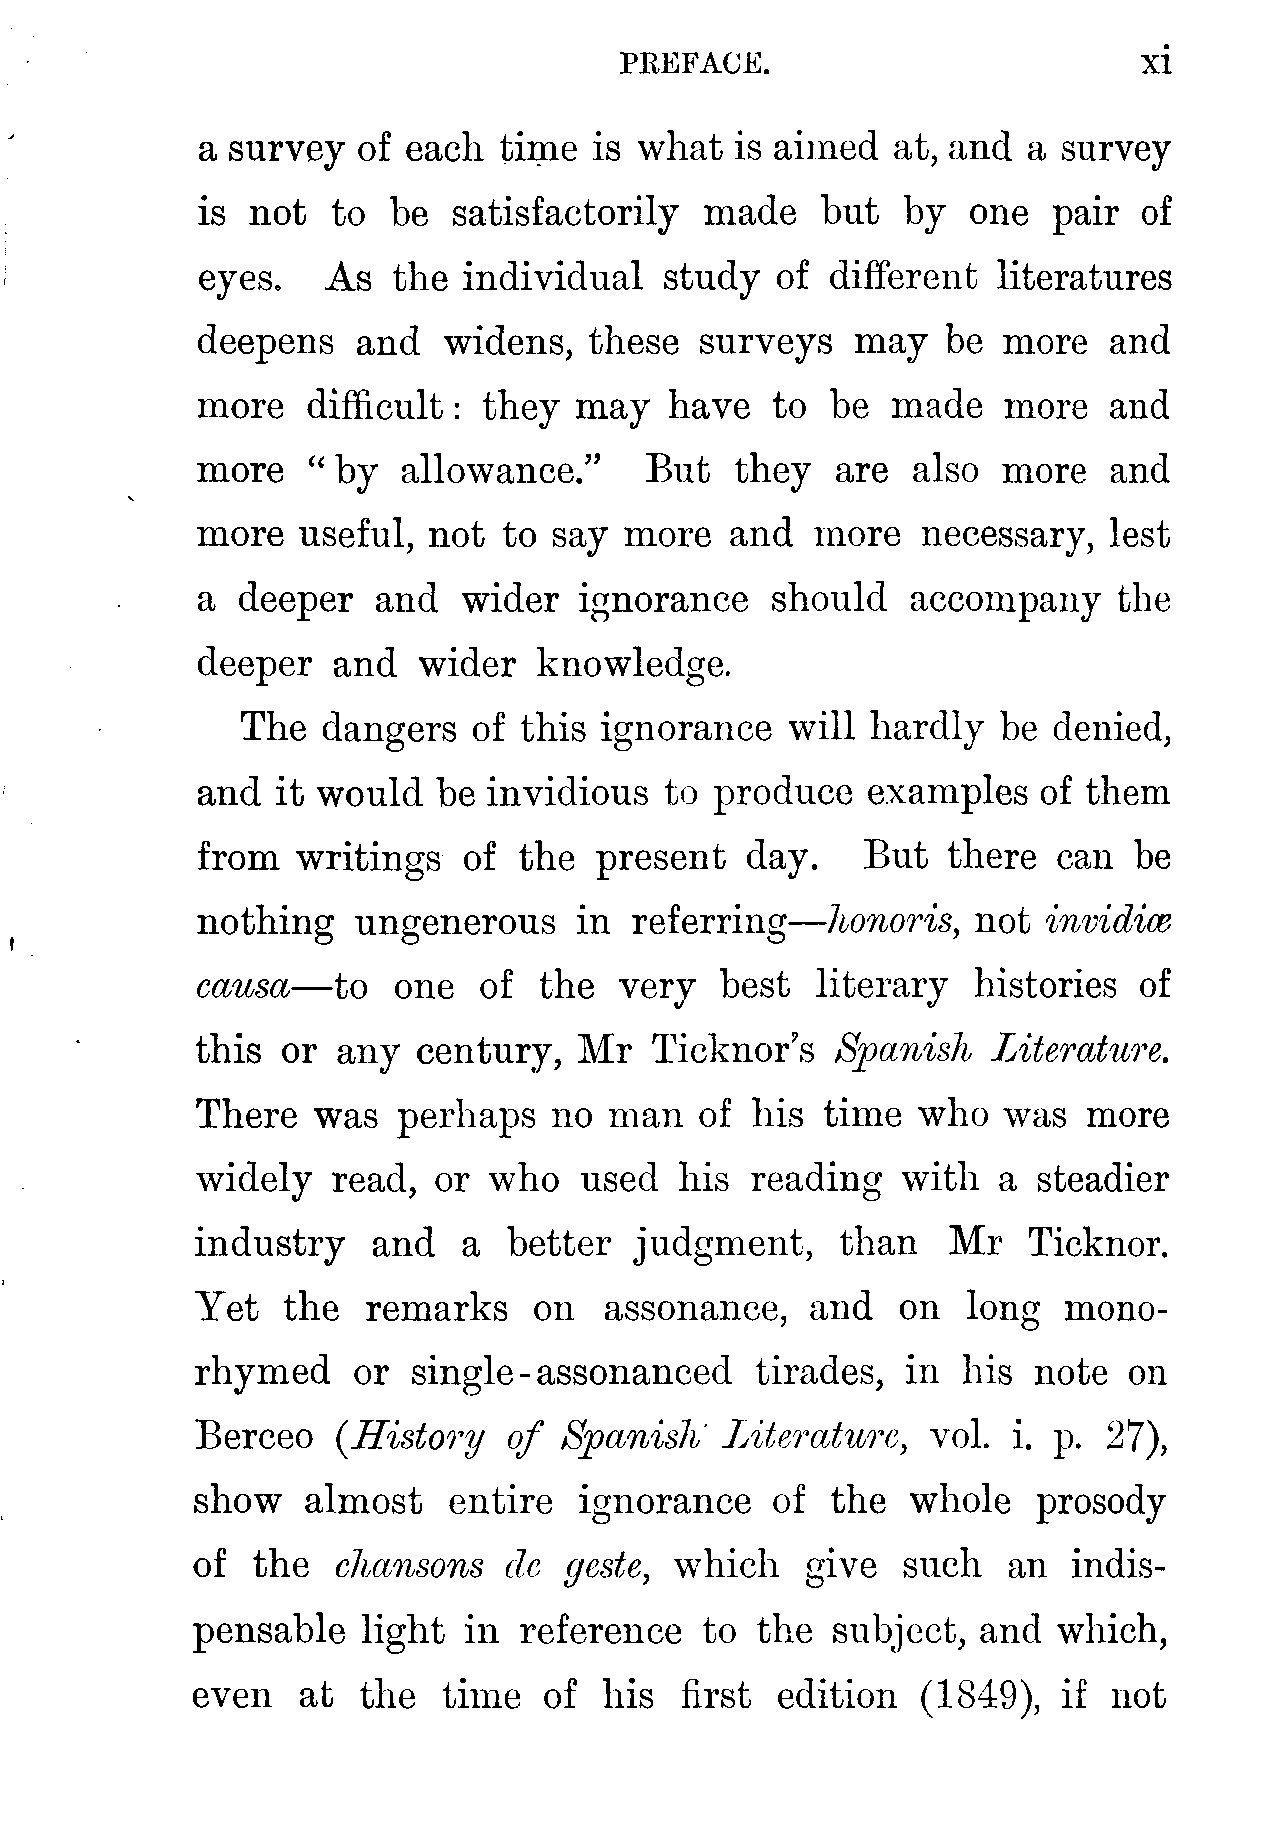 PREFACE. xi
a survey of each time is what is aimed at, and a survey
is not to be satisfactorily made but by one pair of
eyes. As the individual study of different literatures
deepens and widens, these surveys may be more and
more difficult: they may have to be made more and
more “by allowance.” But they are also more and
more useful, not to say more and more necessary, lest
a deeper and wider ignorance should accompany the
deeper and wider knowledge.
The dangers of this ignorance will hardly be denied,
and it would be invidious to produce examples of them
from writings of the present day. But there can be
nothing ungenerous in referring—honoris, not invidiæ
causa—to one of the very best literary histories of
this or any century, Mr Ticknor’s Spanish Literature.
There was perhaps no man of his time who was more
widely read, or who used his reading with a steadier
industry and a better judgment, than Mr Ticknor.
Yet the remarks on assonance, and on long mono-
rhymed or single-assonanced tirades, in his note on
Berceo (History of Spanish Literature, vol. i. p. 27),
show almost entire ignorance of the whole prosody
of the chansons de geste, which give such an indis-
pensable light in reference to the subject, and which,
even at the time of his first edition (1849), if not